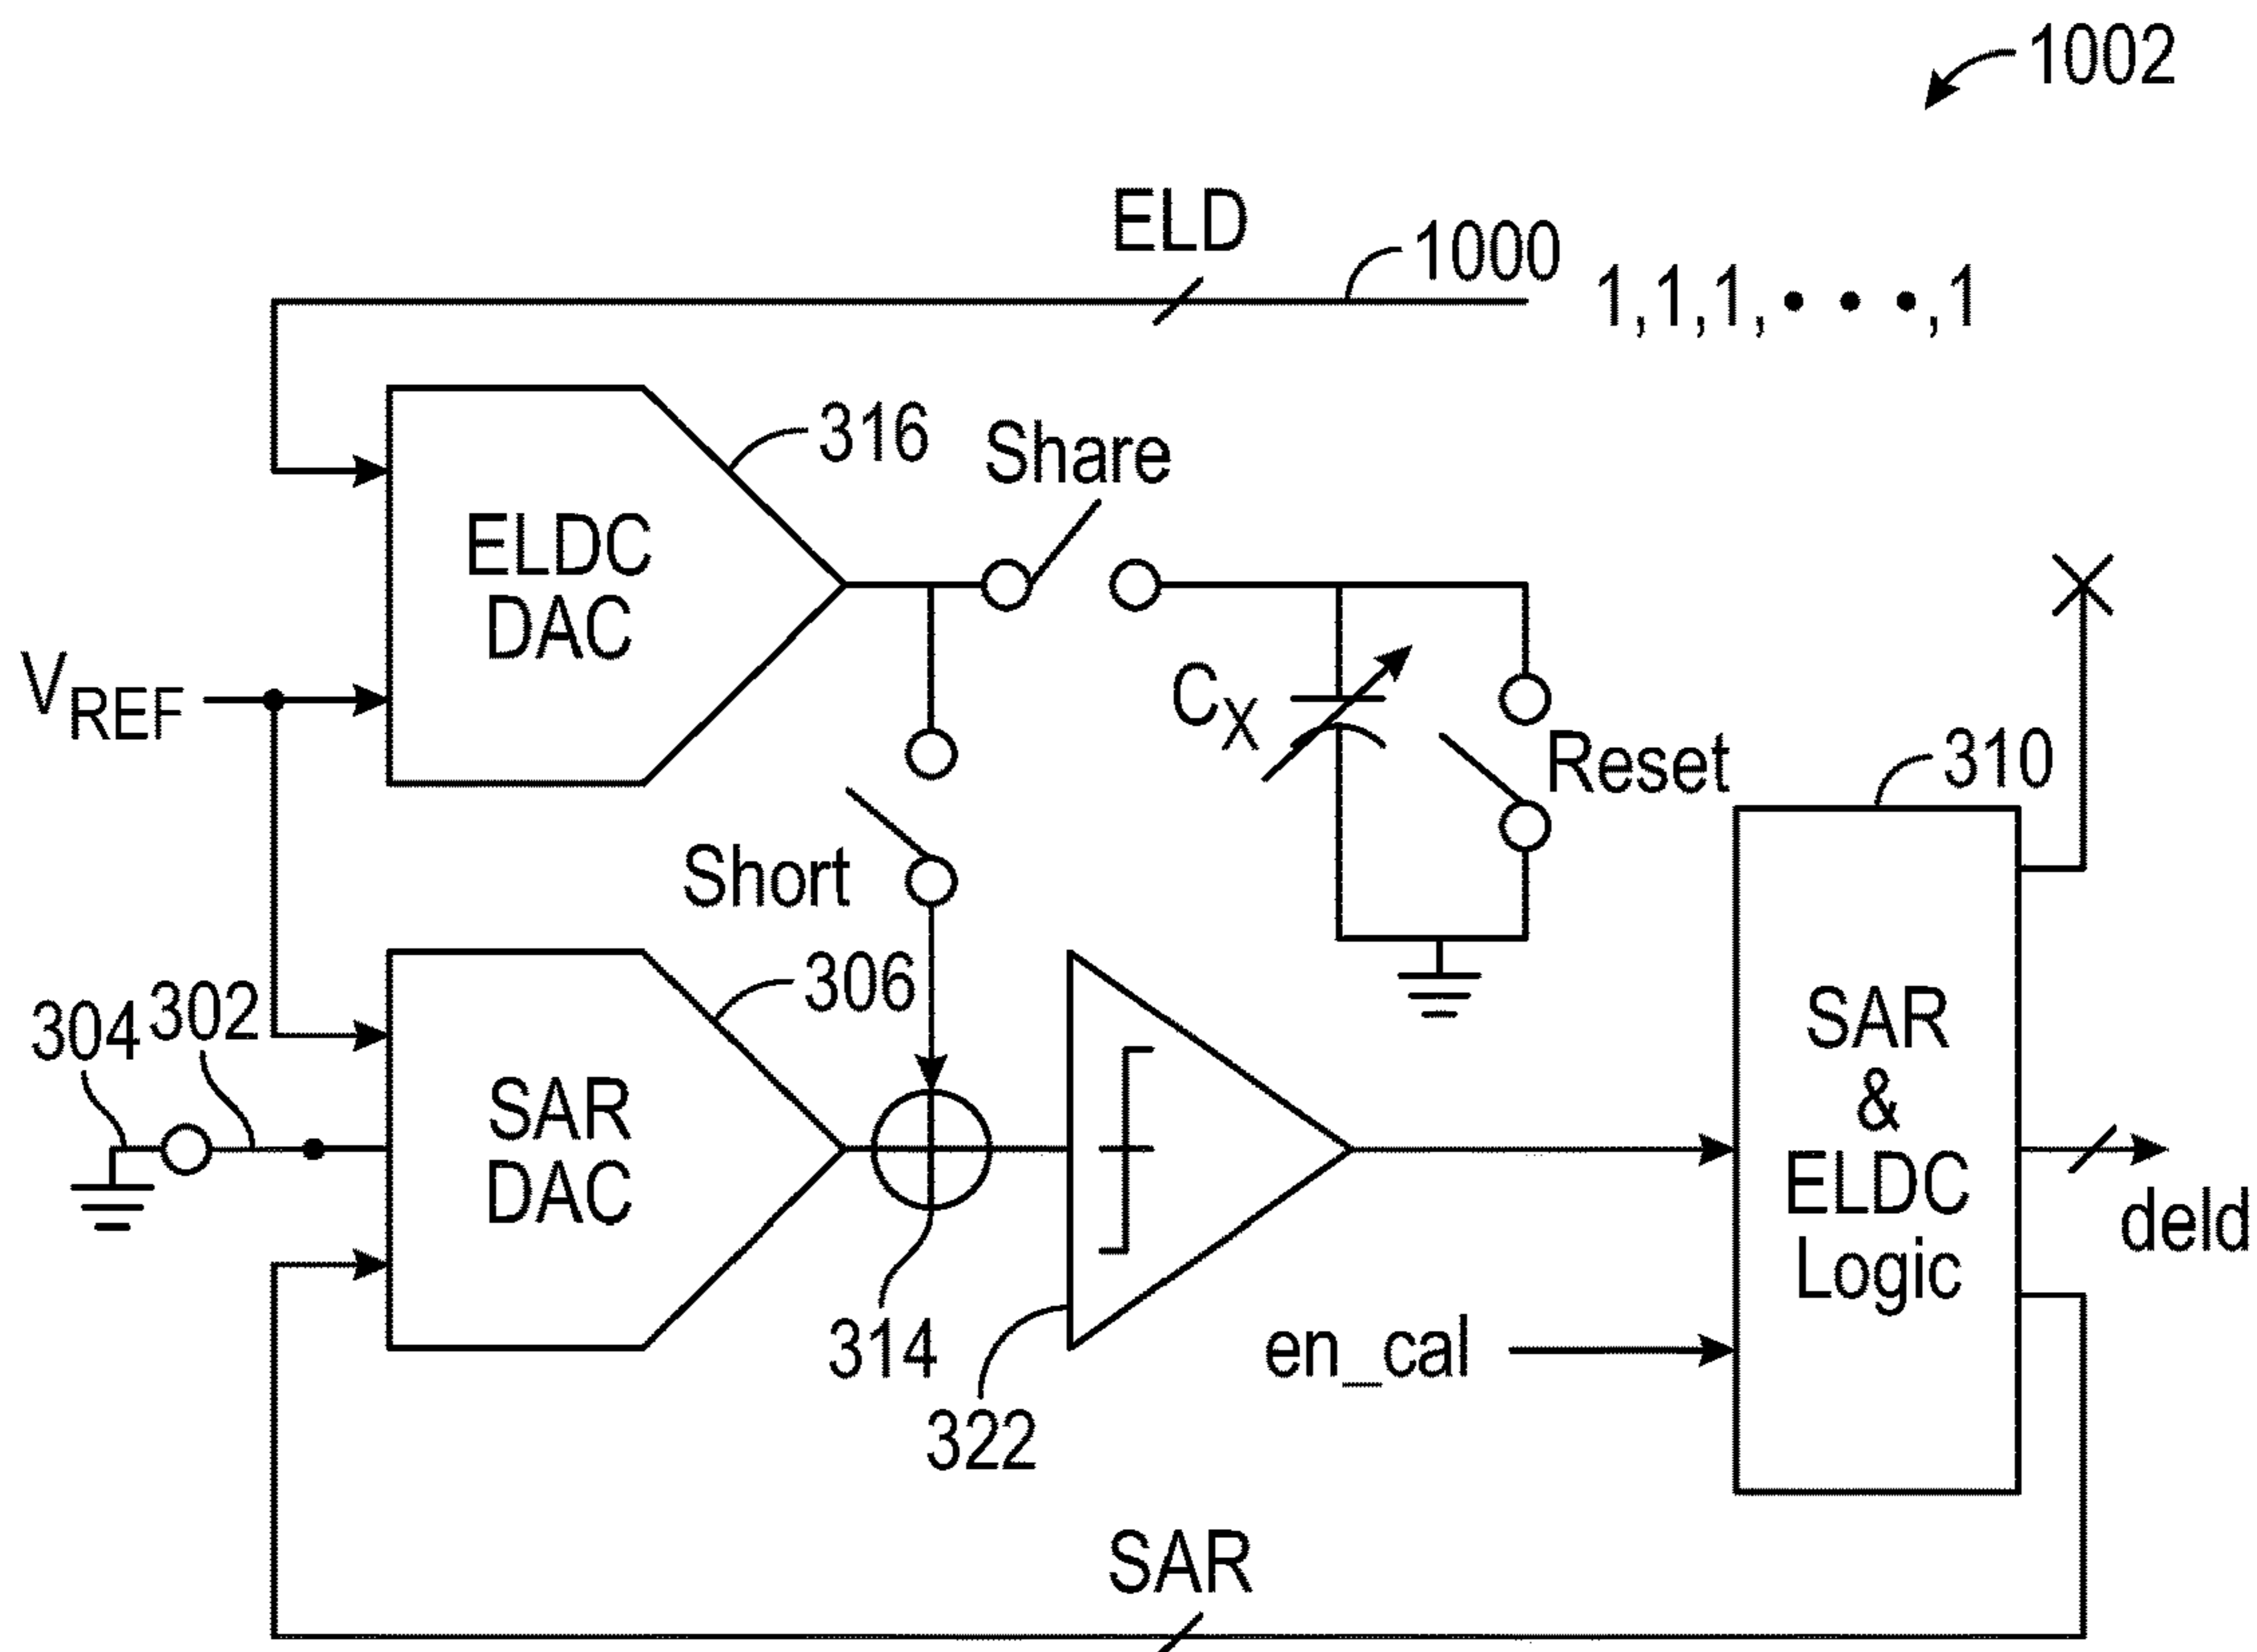 1002
ELD
1000
1,1,1,• • •,1
316
Share
ELDC
DAC
VREF
CX
Reset
310
Short
304
302
306
SAR
DAC
SAR
&
ELDC
Logic
deld
314
en_cal
322
SAR